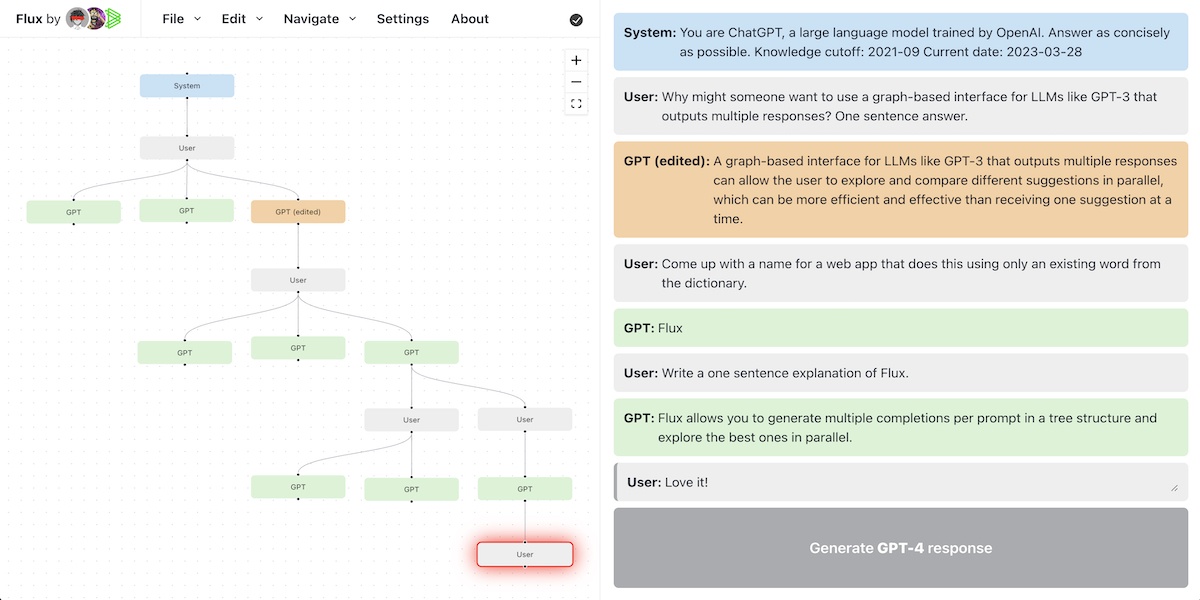 Flux by
File
Edit
Navigate
Settings
About
System
User
GPT
GPT
GPT (edited)
User
GPT
GPT
GPT
User
User
GPT
GPT
GPT
User
System: You are ChatGPT, a large language model trained by OpenAI. Answer as concisely
as possible. Knowledge cutoff: 2021-09 Current date: 2023-03-28
User: Why might someone want to use a graph-based interface for LLMs like GPT-3 that
outputs multiple responses? One sentence answer.
GPT (edited): A graph-based interface for LLMs like GPT-3 that outputs multiple responses
can allow the user to explore and compare different suggestions in parallel,
which can be more efficient and effective than receiving one suggestion at a
time.
User: Come up with a name for a web app that does this using only an existing word from
the dictionary.
GPT: Flux
User: Write a one sentence explanation of Flux.
GPT: Flux allows you to generate multiple completions per prompt in a tree structure and
explore the best ones in parallel.
User: Love it!
Generate GPT-4 response